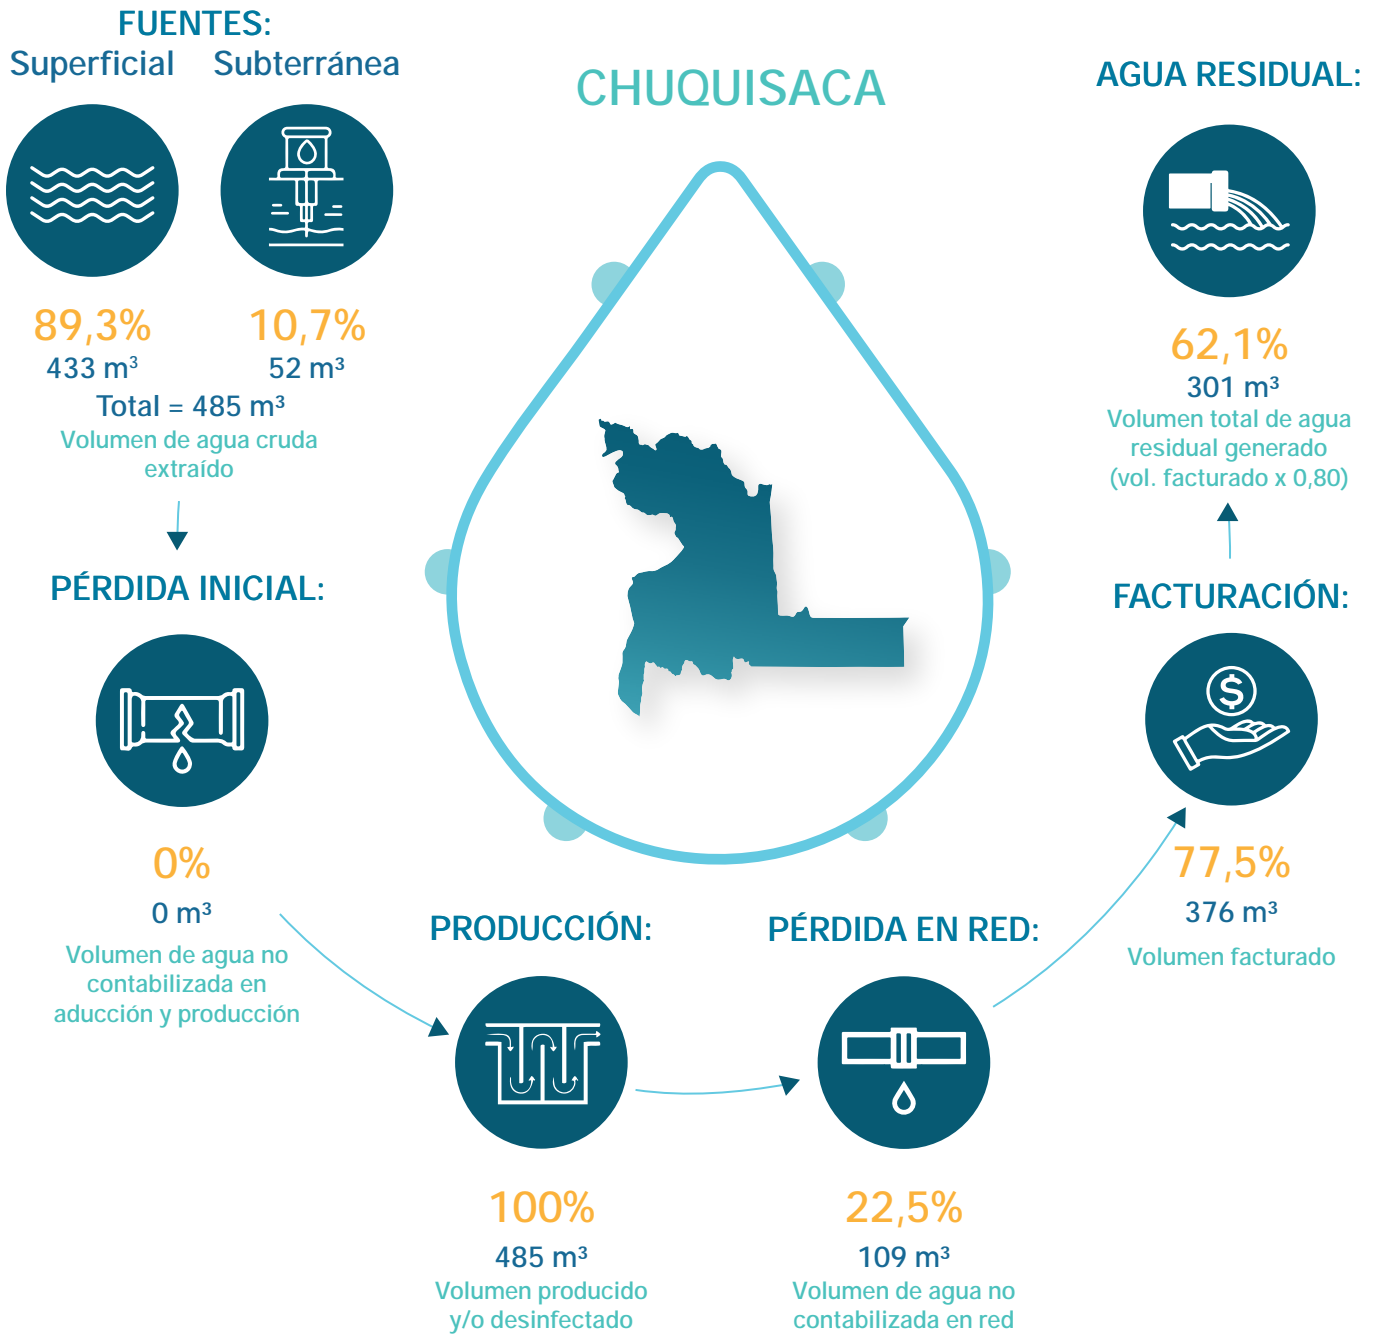 FUENTES:
Superficial
Subterránea
89,3%
433 m³
10,7%
52 m³
Total = 485 m³
Volumen de agua cruda
extraído
PÉRDIDA INICIAL:
0%
0 m³
Volumen de agua no
contabilizada en
aducción y producción
CHUQUISACA
PRODUCCIÓN:
100%
485 m³
Volumen producido
y/o desinfectado
PÉRDIDA EN RED:
22,5%
109 m³
Volumen de agua no
contabilizada en red
FACTURACIÓN:
$
77,5%
376 m³
Volumen facturado
AGUA RESIDUAL:
62,1%
301 m³
Volumen total de agua
residual generado
(vol. facturado x 0,80)